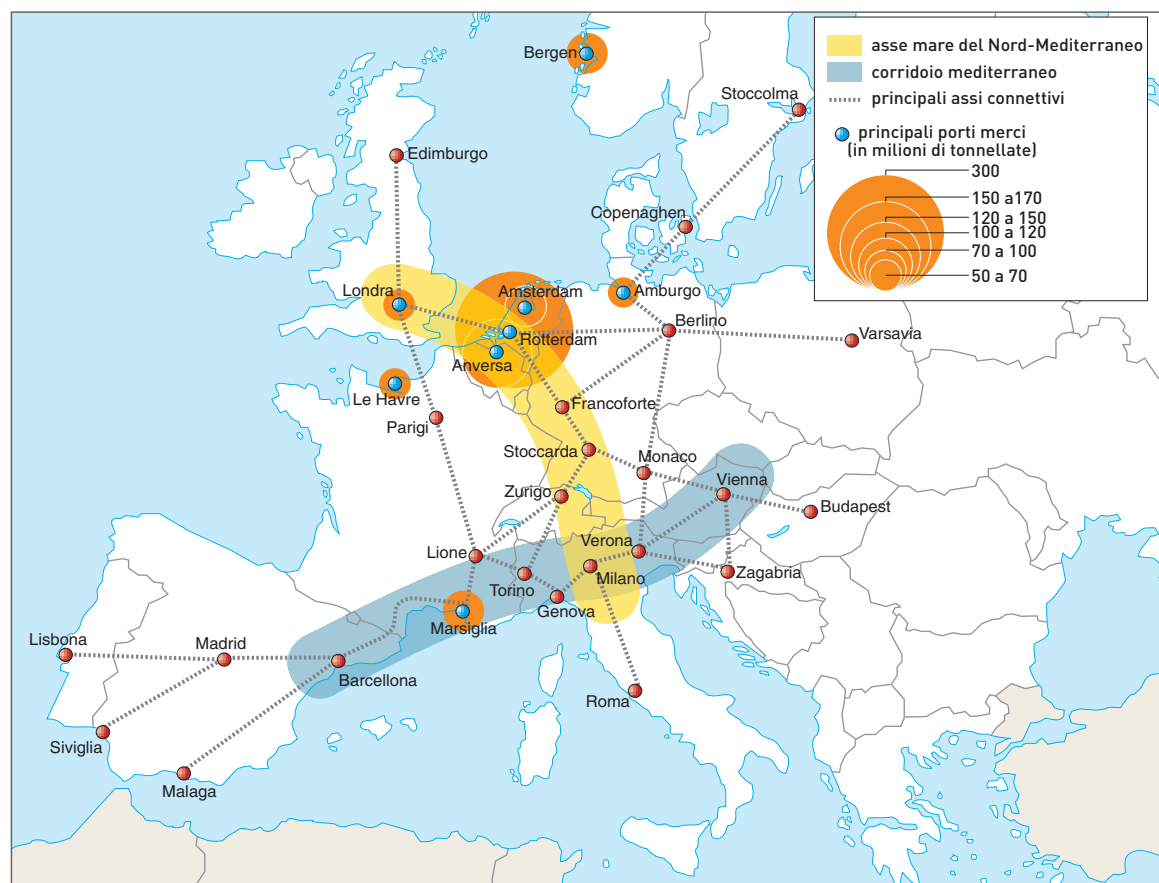 asse mare del Nord-Mediterraneo
corridoio mediterraneo
principali assi connettivi
principali porti merci
(in milioni di tonnellate)
300
150 a170
120 a 150
100 a 120
70 a 100
50 a 70
Bergen
Stoccolma
Edimburgo
Copenaghen
Londra
Amsterdam
Amburgo
Rotterdam
Berlino
Varsavia
Anversa
Le Havre
Francoforte
Parigi
Stoccarda
Monaco
Vienna
Zurigo
Budapest
Verona
Lione
Milano
Zagabria
Torino
Genova
Marsiglia
Lisbona
Madrid
Barcellona
Roma
Siviglia
Malaga